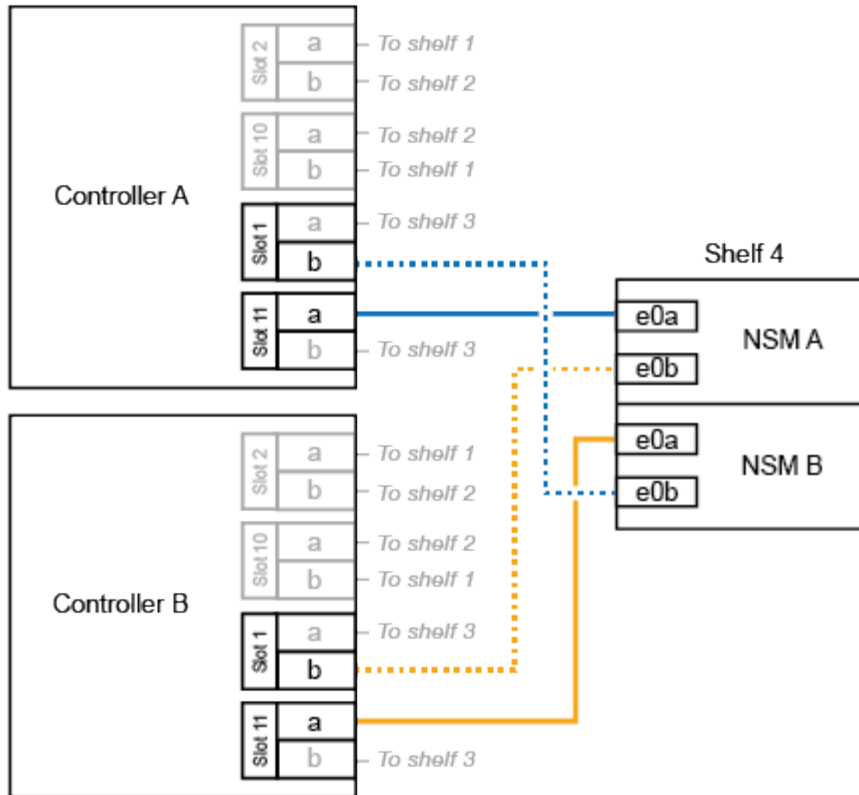 Slot 2
a
To shelf 1
b
To shelf 2
Slot 10
a
To shelf 2
b
To shelf 1
Controller A
Slot 1
a
To shelf 3
b
Slot 11
a
b
To shelf 3
Shelf 4
e0a
NSM A
e0b
e0a
NSM B
e0b
Slot 2
a
To shelf 1
b
To shelf 2
Slot 10
a
To shelf 2
b
To shelf 1
Controller B
Slot 1
a
To shelf 3
b
Slot 11
a
b
To shelf 3